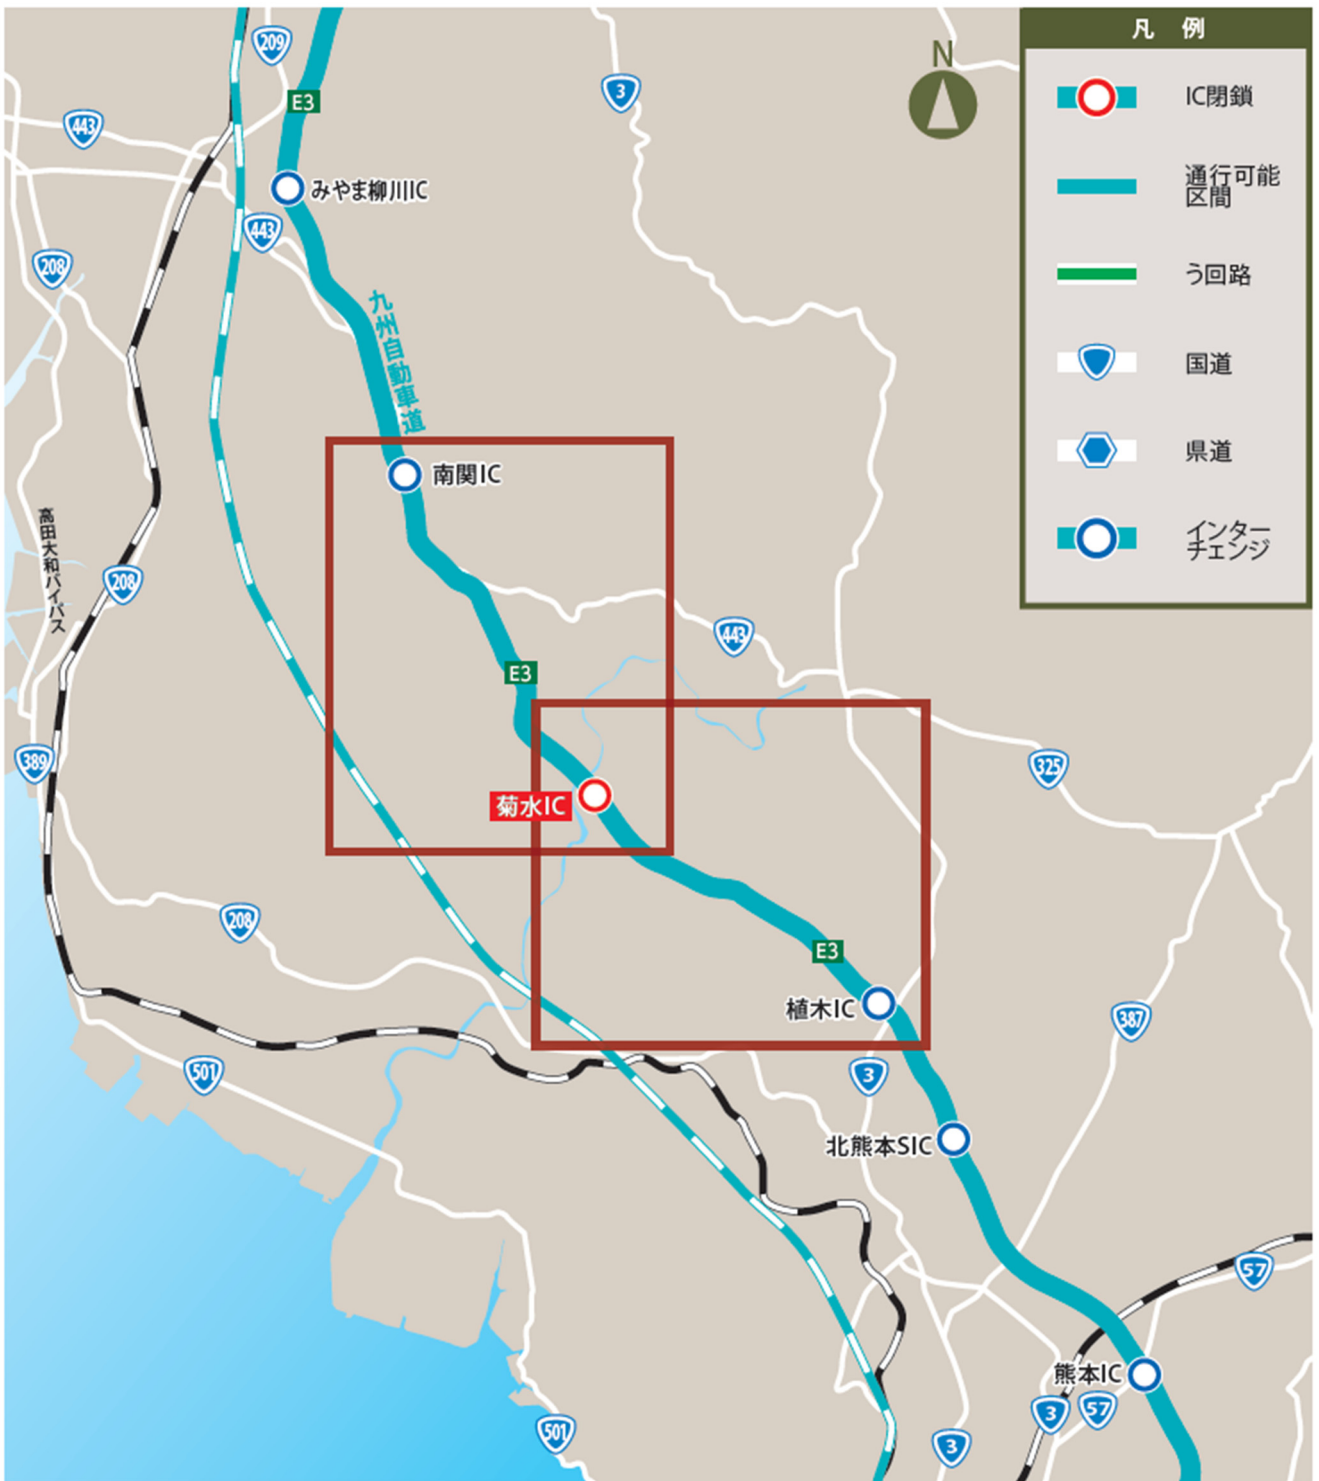 凡 例
IC閉鎖
通行可能
区間
う回路
国道
県道
インター
チェンジ
N
209
3
E3
443
みやま柳川IC
443
208
九州自動車道
南関IC
高田大和バイパス
208
443
E3
389
325
菊水IC
208
E3
植木IC
387
501
3
北熊本SIC
57
熊本IC
3
57
501
3